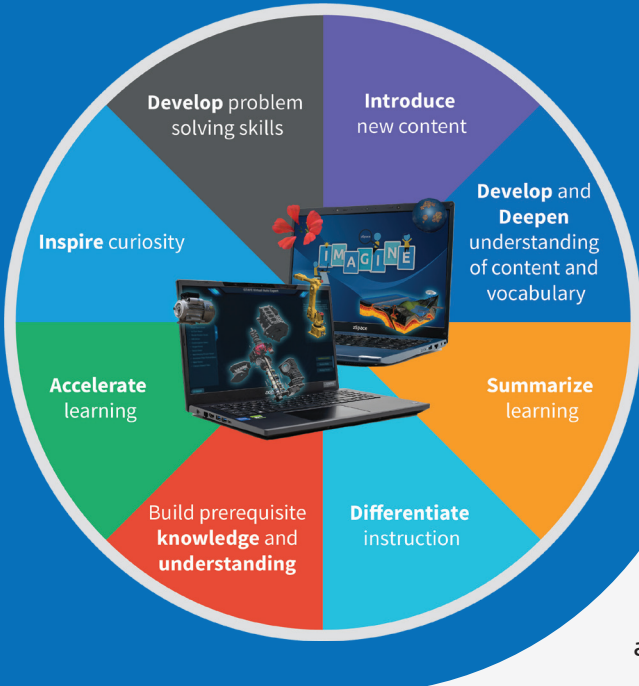 Develop problem
solving skills
Introduce
new content
Develop and
Deepen
understanding
of content and
vocabulary
Inspire curiosity
IMAGINE
zSpace
Accelerate
learning
Summarize
learning
Build prerequisite
knowledge and
understanding
Differentiate
instruction
a